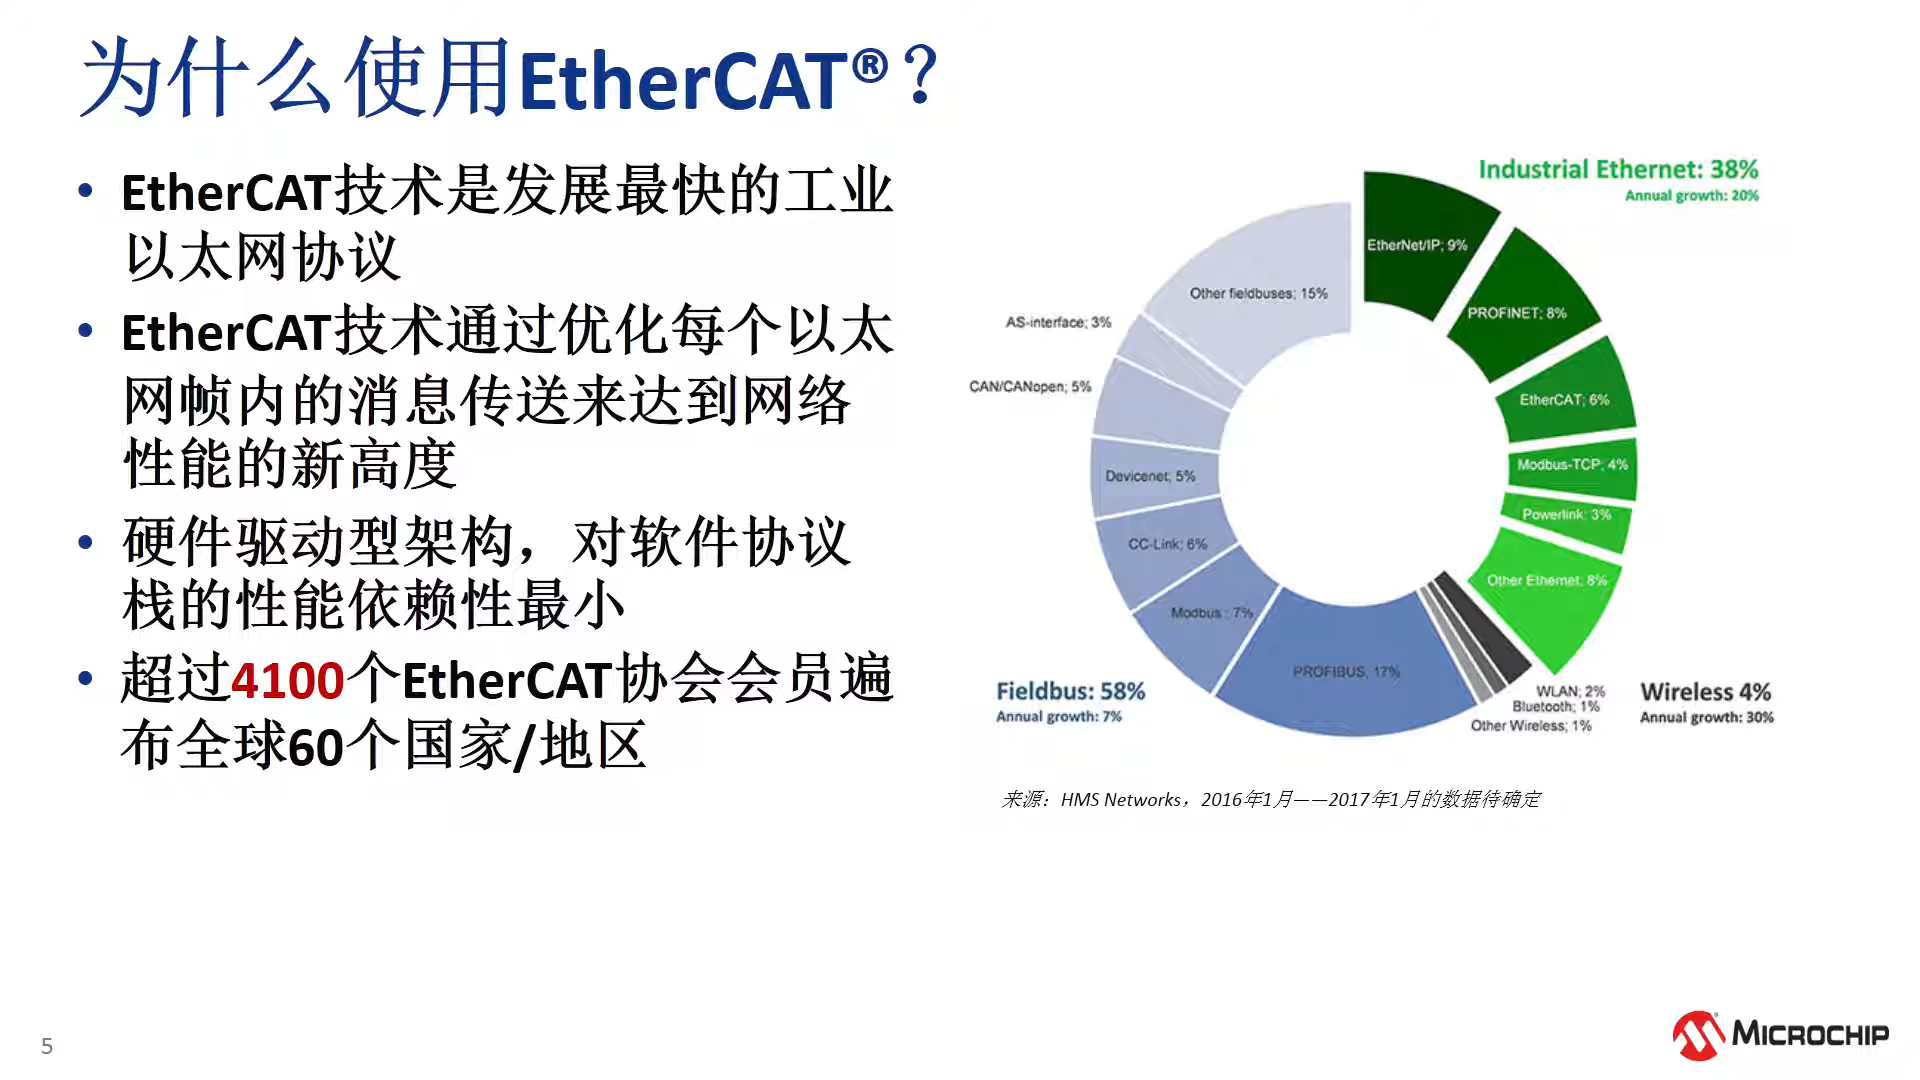 为什么使用EtherCAT®？
• EtherCAT技术是发展最快的工业
以太网协议
• EtherCAT技术通过优化每个以太
网帧内的消息传送来达到网络
性能的新高度
• 硬件驱动型架构，对软件协议
栈的性能依赖性最小
• 超过4100个EtherCAT协会会员遍
布全球60个国家/地区
Industrial Ethernet: 38%
Annual growth: 20%
EtherNet/IP; 9%
PROFINET; 8%
EtherCAT; 6%
Modbus-TCP; 4%
Powerlink; 3%
Other Ethernet; 8%
WLAN; 2%
Bluetooth; 1%
Other Wireless; 1%
Wireless 4%
Annual growth: 30%
PROFIBUS; 17%
Modbus ; 7%
CC-Link; 6%
Devicenet; 5%
CAN/CANopen; 5%
AS-interface; 3%
Other fieldbuses; 15%
Fieldbus: 58%
Annual growth: 7%
来源：HMS Networks，2016年1月——2017年1月的数据待确定
5
MICROCHIP